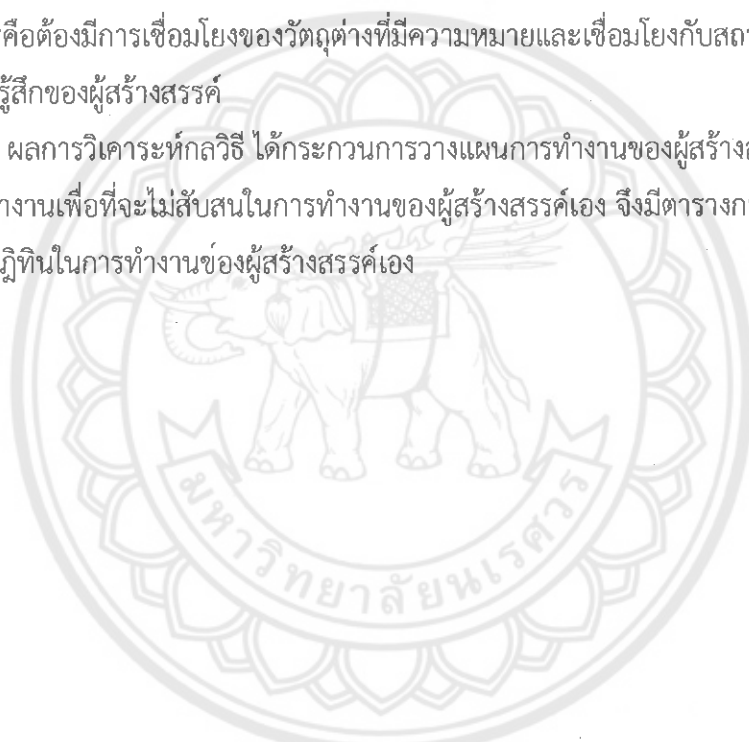 คือต้องมีการเชื่อมโยงของวัตถุต่างที่มีความหมายและเชื่อมโยงกับสถา
รู้สึกของผู้สร้างสรรค์
ผลการวิเคาระห์กลวิธี ได้กระกวนการวางแผนการทำงานของผู้สร้างส
างานเพื่อที่จะไม่สับสนในการทำงานของผู้สร้างสรรค์เอง จึงมีตารางกา
ฏิทินในการทำงานของผู้สร้างสรรค์เอง
มหาวิทยาลัยนเรศวร